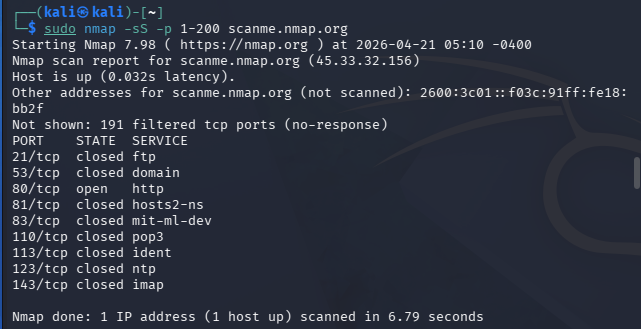 ┌──(kali㉿kali)-[~]
└─$ sudo nmap -sS -p 1-200 scanme.nmap.org
Starting Nmap 7.98 ( https://nmap.org ) at 2026-04-21 05:10 -0400
Nmap scan report for scanme.nmap.org (45.33.32.156)
Host is up (0.032s latency).
Other addresses for scanme.nmap.org (not scanned): 2600:3c01::f03c:91ff:fe18:
bb2f
Not shown: 191 filtered tcp ports (no-response)
PORT    STATE  SERVICE
21/tcp  closed ftp
53/tcp  closed domain
80/tcp  open   http
81/tcp  closed hosts2-ns
83/tcp  closed mit-ml-dev
110/tcp closed pop3
113/tcp closed ident
123/tcp closed ntp
143/tcp closed imap
Nmap done: 1 IP address (1 host up) scanned in 6.79 seconds